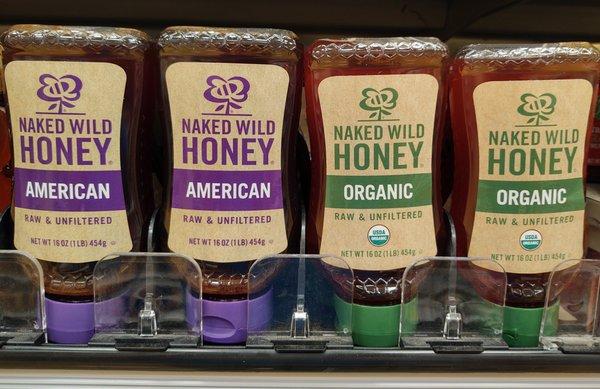 NAKED WILD
HONEY
AMERICAN
RAW & UNFILTERED
NET WT 16 OZ (1 LB) 454g
NAKED WILD
HONEY
AMERICAN
RAW & UNFILTERED
NET WT 16 OZ (1 LB) 454g
NAKED WILD
HONEY
ORGANIC
RAW & UNFILTERED
USDA
ORGANIC
NET WT 16 OZ (1 LB) 454g
NAKED WILD
HONEY
ORGANIC
RAW & UNFILTERED
USDA
ORGANIC
NET WT 16 OZ (1 LB) 454g